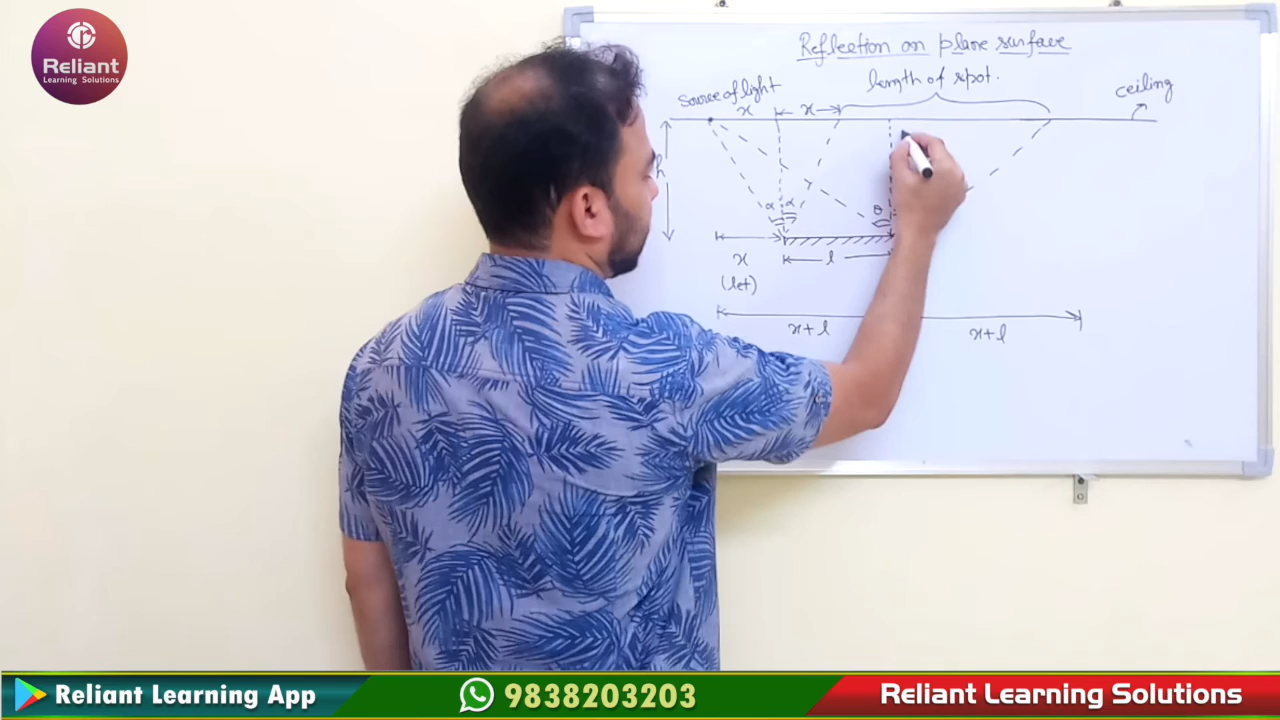 Reliant
Learning Solutions
Reflection on plane surface
length of spot.
source of light
ceiling
x
x
h
α α
θ
x
l
(let)
x+l
x+l
Reliant Learning App
9838203203
Reliant Learning Solutions